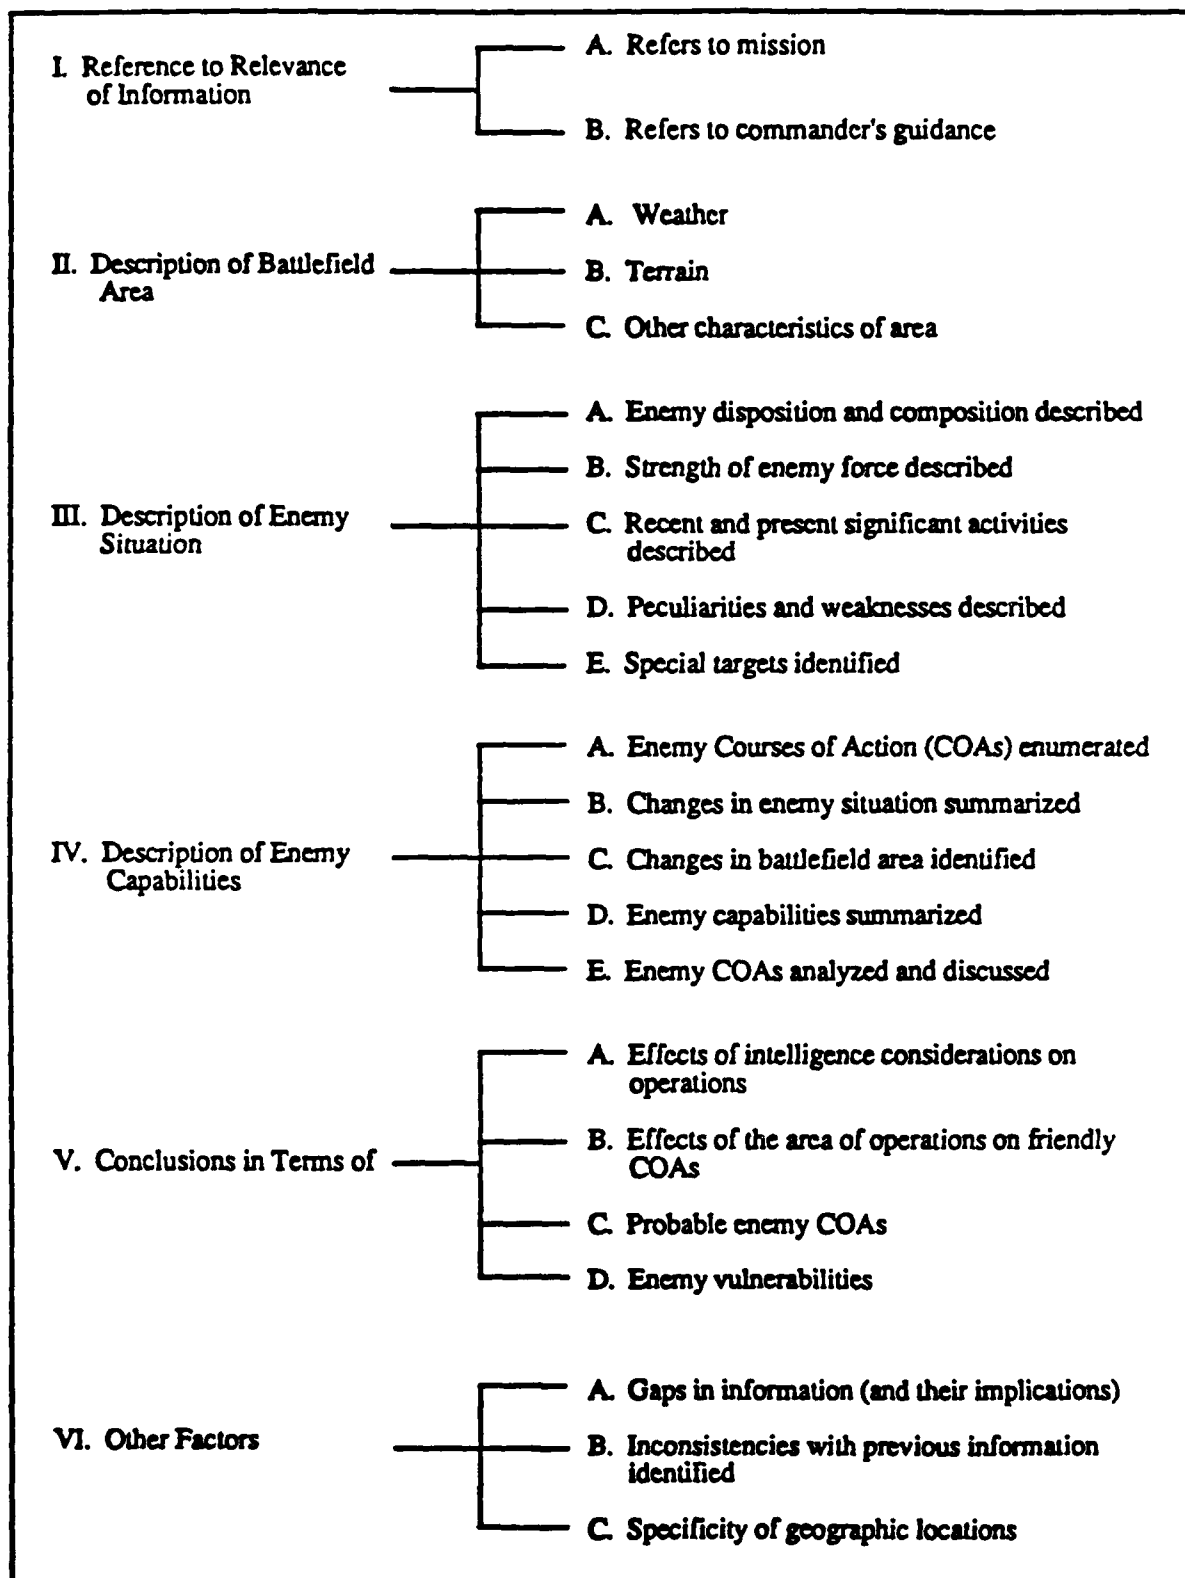 I. Reference to Relevance
of Information
A. Refers to mission
B. Refers to commander's guidance
II. Description of Battlefield
Area
A. Weather
B. Terrain
C. Other characteristics of area
III. Description of Enemy
Situation
A. Enemy disposition and composition described
B. Strength of enemy force described
C. Recent and present significant activities
described
D. Peculiarities and weaknesses described
E. Special targets identified
IV. Description of Enemy
Capabilities
A. Enemy Courses of Action (COAs) enumerated
B. Changes in enemy situation summarized
C. Changes in battlefield area identified
D. Enemy capabilities summarized
E. Enemy COAs analyzed and discussed
V. Conclusions in Terms of
A. Effects of intelligence considerations on
operations
B. Effects of the area of operations on friendly
COAs
C. Probable enemy COAs
D. Enemy vulnerabilities
VI. Other Factors
A. Gaps in information (and their implications)
B. Inconsistencies with previous information
identified
C. Specificity of geographic locations